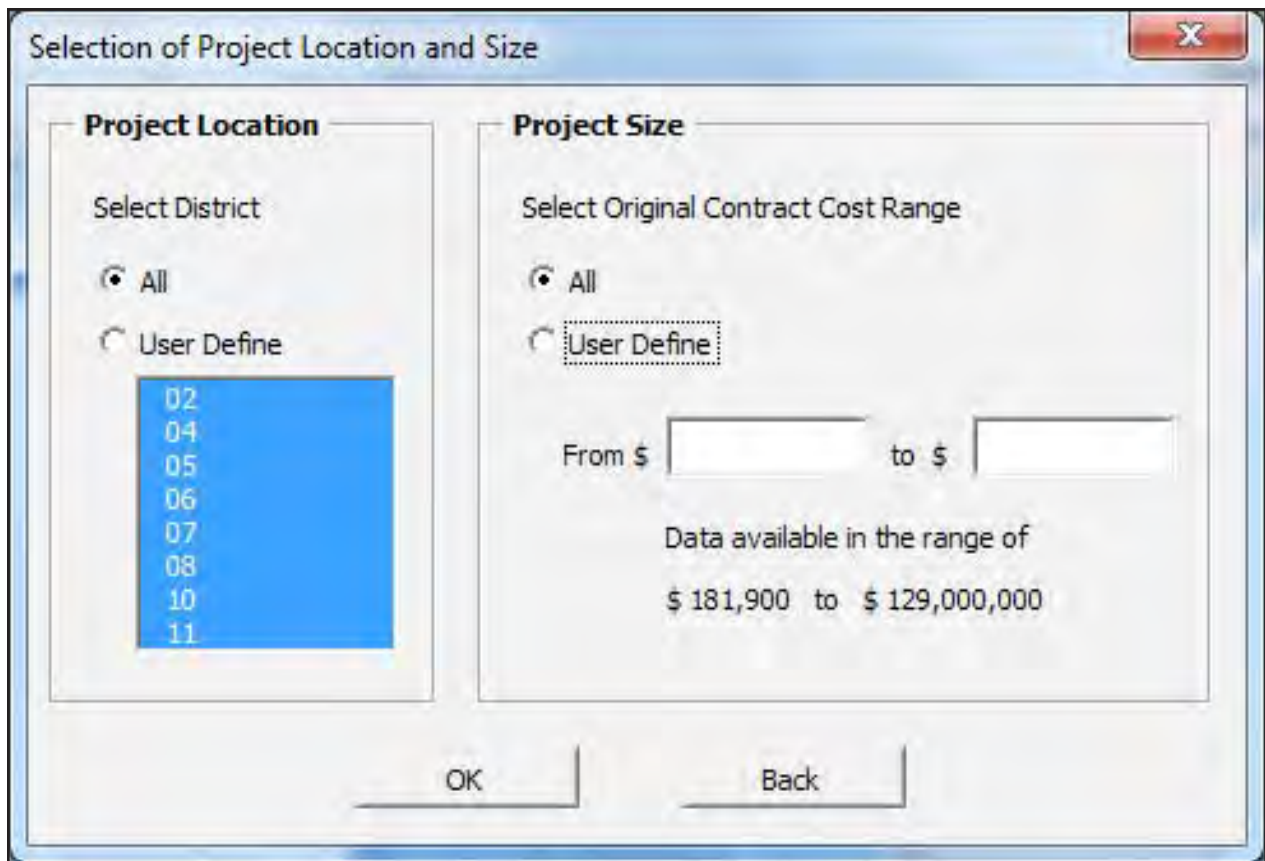 Selection of Project Location and Size
Project Location
Select District
All
User Define
02
04
05
06
07
08
10
11
Project Size
Select Original Contract Cost Range
All
User Define
From $ to $
Data available in the range of
$ 181,900 to $ 129,000,000
OK
Back